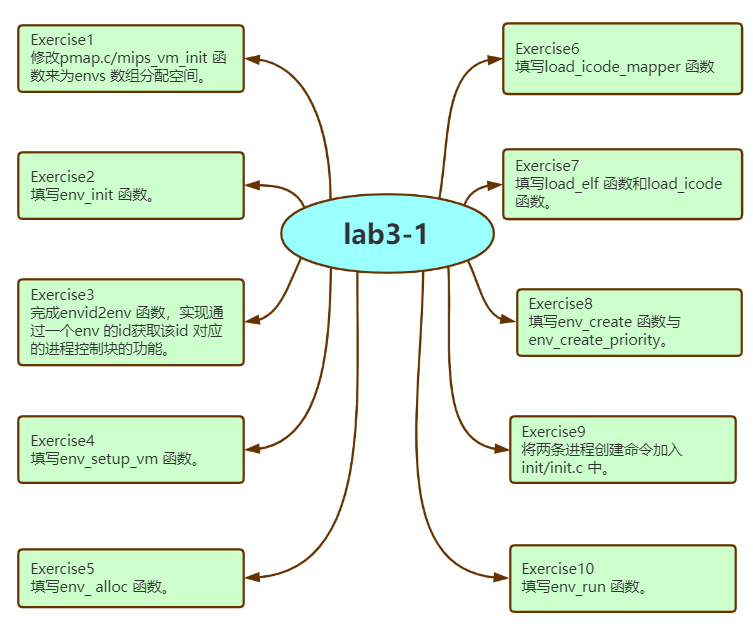 Exercise1
修改pmap.c/mips_vm_init 函
数来为envs 数组分配空间。
Exercise2
填写env_init 函数。
Exercise3
完成envid2env 函数，实现通
过一个env 的id获取该id 对应
的进程控制块的功能。
Exercise4
填写env_setup_vm 函数。
Exercise5
填写env_ alloc 函数。
lab3-1
Exercise6
填写load_icode_mapper 函数
Exercise7
填写load_elf 函数和load_icode
函数。
Exercise8
填写env_create 函数与
env_create_priority。
Exercise9
将两条进程创建命令加入
init/init.c 中。
Exercise10
填写env_run 函数。